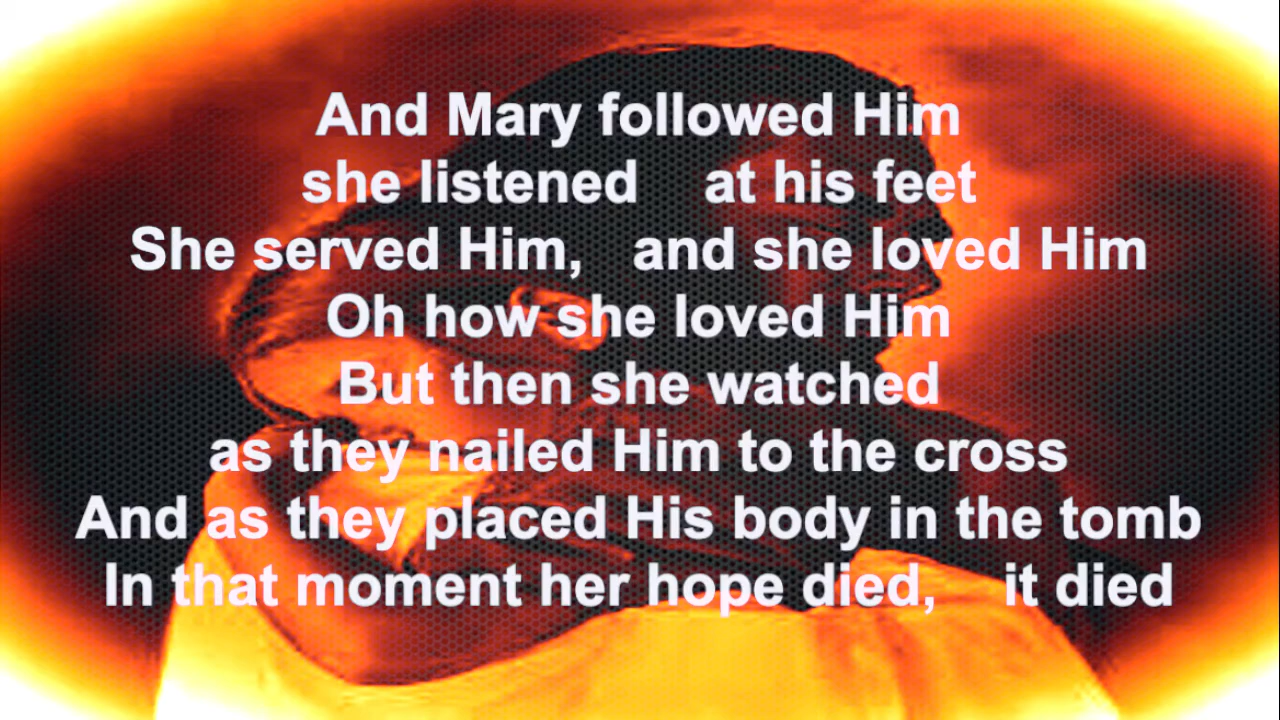 And Mary followed Him
she listened at his feet
She served Him, and she loved Him
Oh how she loved Him
But then she watched
as they nailed Him to the cross
And as they placed His body in the tomb
In that moment her hope died, it died